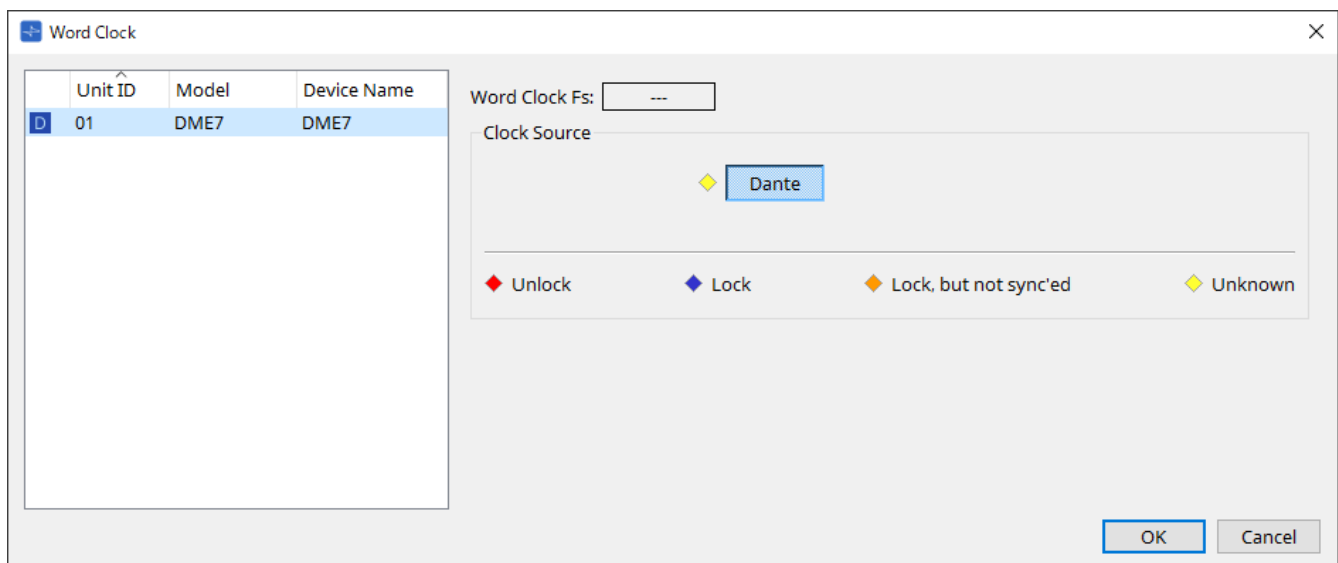 Word Clock
Unit ID Model Device Name
D 01 DME7 DME7
Word Clock Fs: ---
Clock Source
Dante
Unlock Lock Lock, but not sync'ed Unknown
OK Cancel